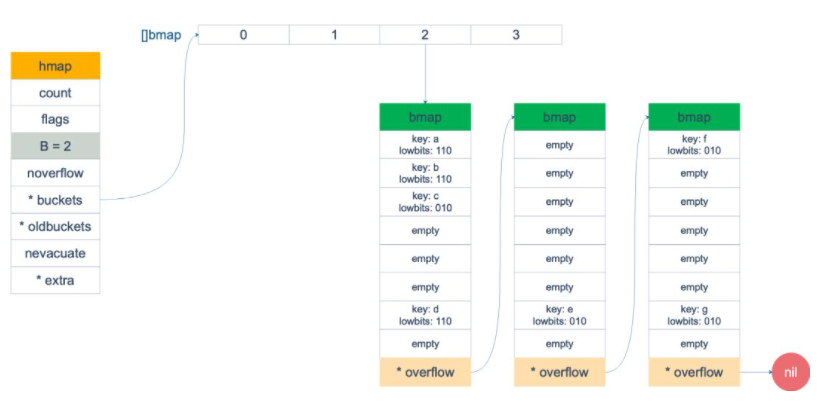 []bmap
0
1
2
3
hmap
count
flags
B = 2
noverflow
* buckets
* oldbuckets
nevacuate
* extra
bmap
key: a
lowbits: 110
key: b
lowbits: 110
key: c
lowbits: 010
empty
empty
empty
key: d
lowbits: 110
empty
* overflow
bmap
empty
empty
empty
empty
empty
empty
key: e
lowbits: 010
empty
* overflow
bmap
key: f
lowbits: 010
empty
empty
empty
empty
empty
key: g
lowbits: 010
empty
* overflow
nil